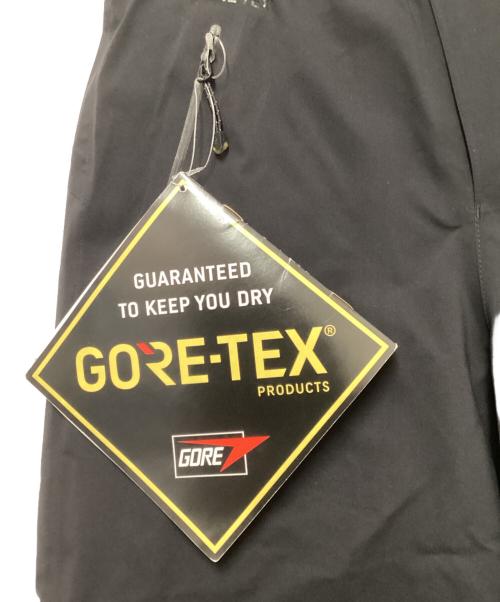 GUARANTEED
TO KEEP YOU DRY
GORE-TEX®
PRODUCTS
GORE